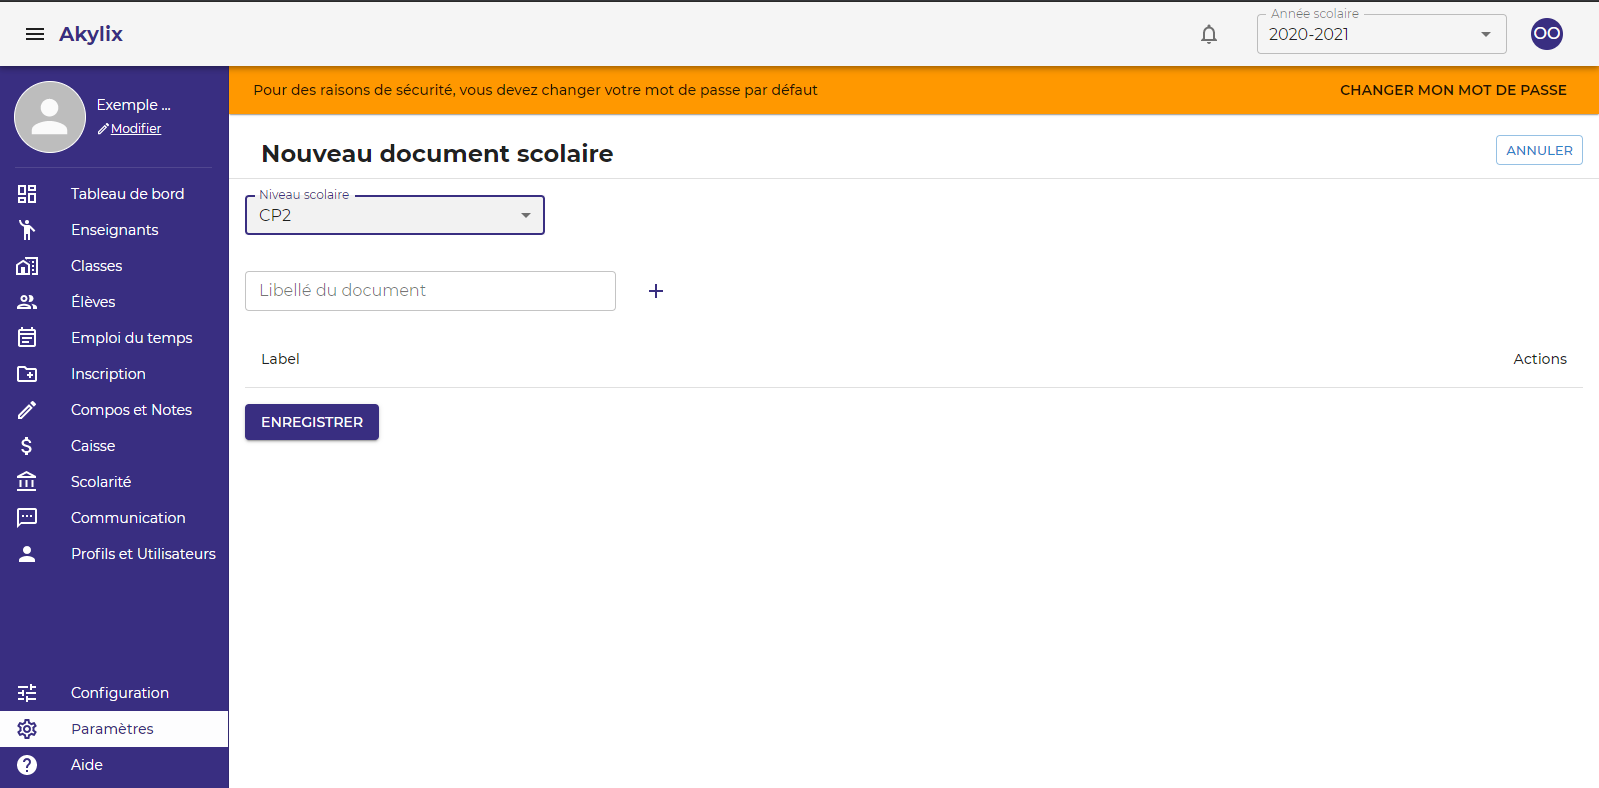 Akylix
Année scolaire
2020-2021
OO
Exemple ...
Modifier
Tableau de bord
Enseignants
Classes
Élèves
Emploi du temps
Inscription
Compos et Notes
Caisse
Scolarité
Communication
Profils et Utilisateurs
Configuration
Paramètres
Aide
Pour des raisons de sécurité, vous devez changer votre mot de passe par défaut
CHANGER MON MOT DE PASSE
Nouveau document scolaire
ANNULER
Niveau scolaire
CP2
Libellé du document
Label
Actions
ENREGISTRER